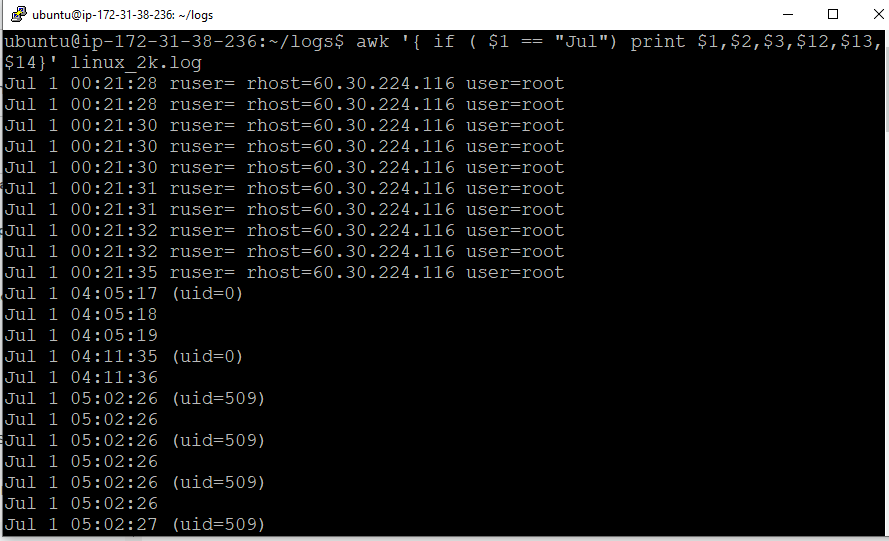 ubuntu@ip-172-31-38-236: ~/logs
ubuntu@ip-172-31-38-236:~/logs$ awk '{ if ( $1 == "Jul") print $1,$2,$3,$12,$13,
$14}' linux_2k.log
Jul 1 00:21:28 ruser= rhost=60.30.224.116 user=root
Jul 1 00:21:28 ruser= rhost=60.30.224.116 user=root
Jul 1 00:21:30 ruser= rhost=60.30.224.116 user=root
Jul 1 00:21:30 ruser= rhost=60.30.224.116 user=root
Jul 1 00:21:30 ruser= rhost=60.30.224.116 user=root
Jul 1 00:21:31 ruser= rhost=60.30.224.116 user=root
Jul 1 00:21:31 ruser= rhost=60.30.224.116 user=root
Jul 1 00:21:32 ruser= rhost=60.30.224.116 user=root
Jul 1 00:21:32 ruser= rhost=60.30.224.116 user=root
Jul 1 00:21:35 ruser= rhost=60.30.224.116 user=root
Jul 1 04:05:17 (uid=0)
Jul 1 04:05:18
Jul 1 04:05:19
Jul 1 04:11:35 (uid=0)
Jul 1 04:11:36
Jul 1 05:02:26 (uid=509)
Jul 1 05:02:26
Jul 1 05:02:26 (uid=509)
Jul 1 05:02:26
Jul 1 05:02:26 (uid=509)
Jul 1 05:02:26
Jul 1 05:02:27 (uid=509)